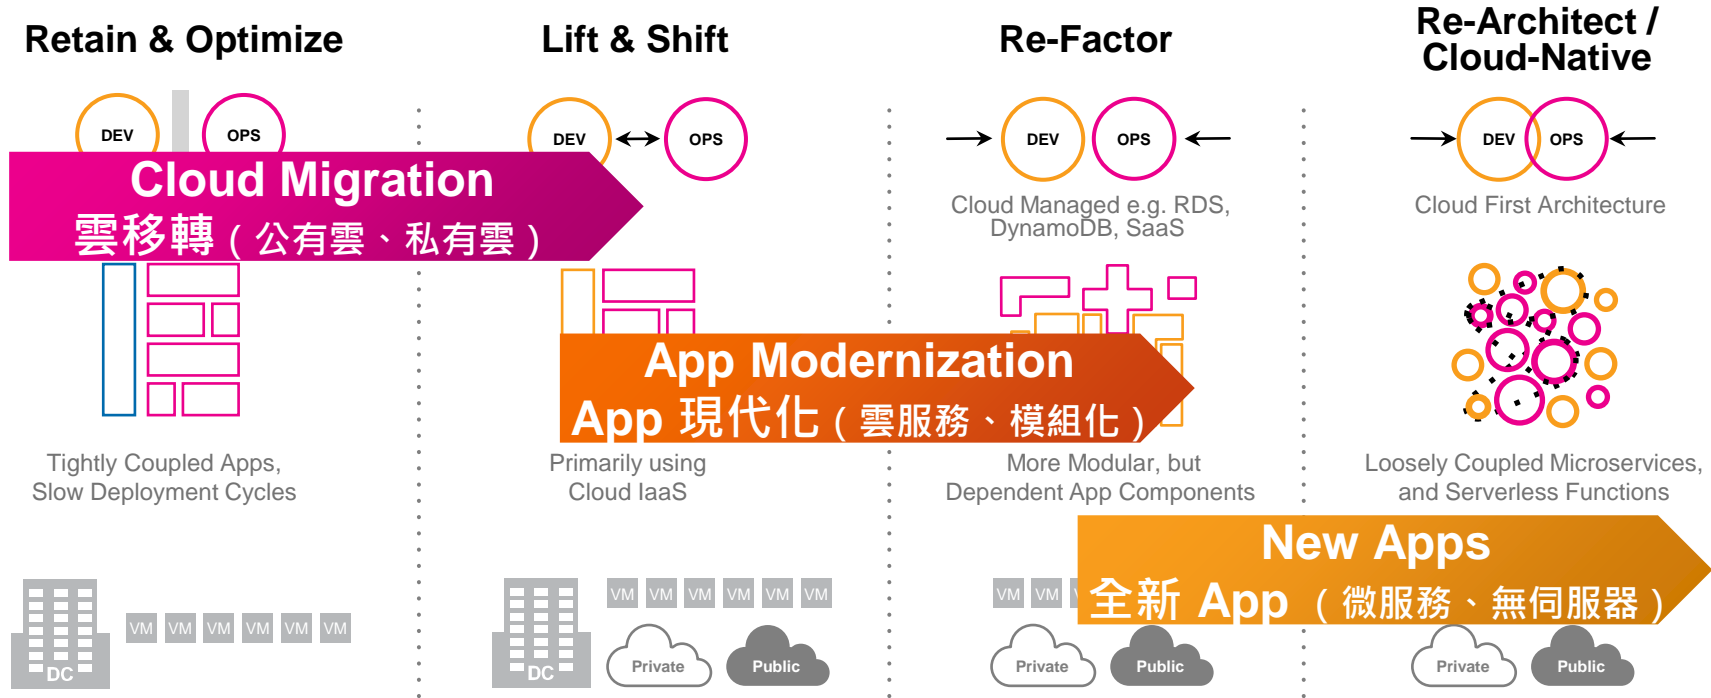 Retain & Optimize
Lift & Shift
Re-Factor
Re-Architect /
Cloud-Native
DEV
OPS
DEV
OPS
DEV
OPS
DEV
OPS
Cloud Migration
雲移轉（公有雲、私有雲）
Cloud Managed e.g. RDS,
DynamoDB, SaaS
Cloud First Architecture
App Modernization
App 現代化（雲服務、模組化）
Tightly Coupled Apps,
Slow Deployment Cycles
Primarily using
Cloud IaaS
More Modular, but
Dependent App Components
Loosely Coupled Microservices,
and Serverless Functions
New Apps
全新 App （微服務、無伺服器）
DC
VM VM VM VM VM VM
DC
VM VM VM VM VM VM
Private
Public
VM VM
Private
Public
Private
Public